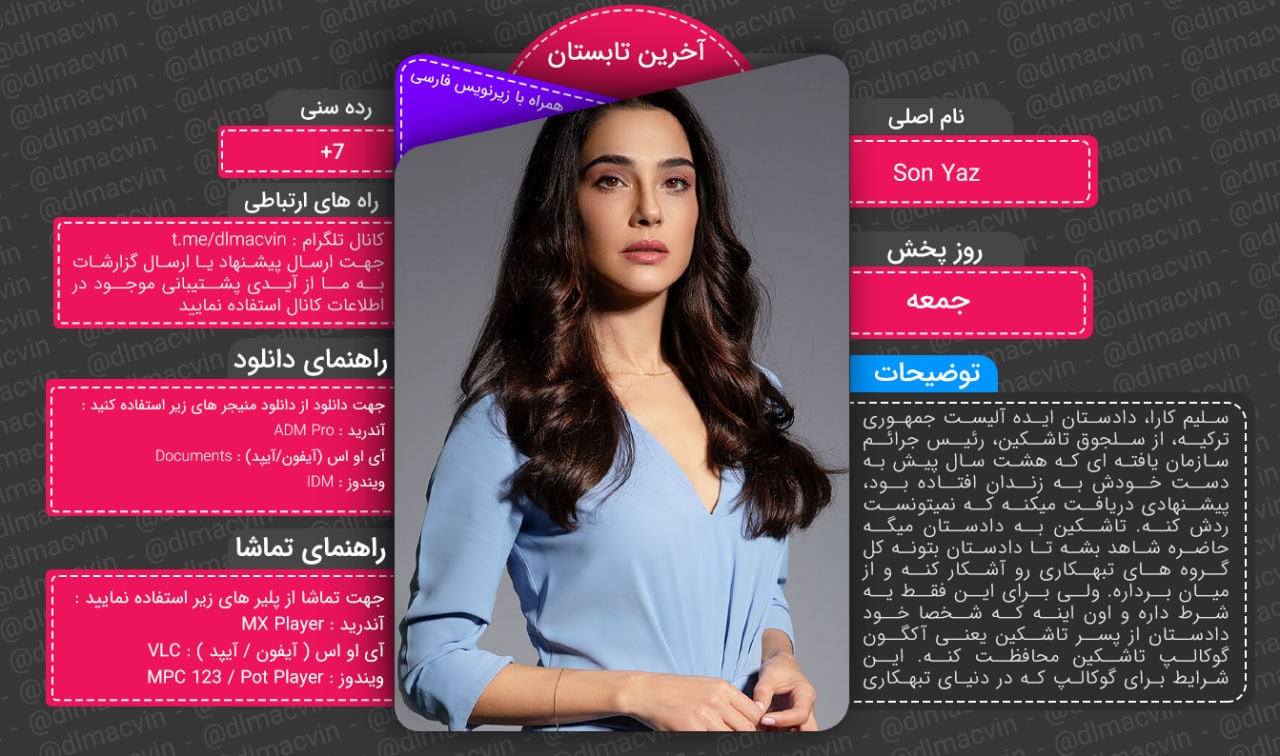 آخرین تابستان
همراه با زیرنویس فارسی
نام اصلی
Son Yaz
روز پخش
جمعه
توضیحات
سلیم کارا، دادستان ایده آلیست جمهوری
ترکیه، از سلجوق تاشکین، رئیس جرائم
سازمان یافته ای که هشت سال پیش به
دست خودش به زندان افتاده بود،
پیشنهادی دریافت میکنه که نمیتونست
ردش کنه. تاشکین به دادستان میگه
حاضره شاهد بشه تا دادستان بتونه کل
گروه های تبهکاری رو آشکار کنه و از
میان برداره. ولی برای این فقط یه
شرط داره و اون اینه که شخصا خود
دادستان از پسر تاشکین یعنی آکگون
گوکالپ تاشکین محافظت کنه. این
شرایط برای گوکالپ که در دنیای تبهکاری
رده سنی
+7
راه های ارتباطی
کانال تلگرام : t.me/dlmacvin
جهت ارسال پیشنهاد یا ارسال گزارشات
به ما از آیدی پشتیبانی موجود در
اطلاعات کانال استفاده نمایید
راهنمای دانلود
جهت دانلود از دانلود منیجر های زیر استفاده کنید :
آندرید : ADM Pro
آی او اس (آیفون/آیپد) : Documents
ویندوز : IDM
راهنمای تماشا
جهت تماشا از پلیر های زیر استفاده نمایید :
آندرید : MX Player
آی او اس ( آیفون / آیپد ) : VLC
ویندوز : MPC 123 / Pot Player
@dlmacvin - @dlmacvin - @dlmacvin